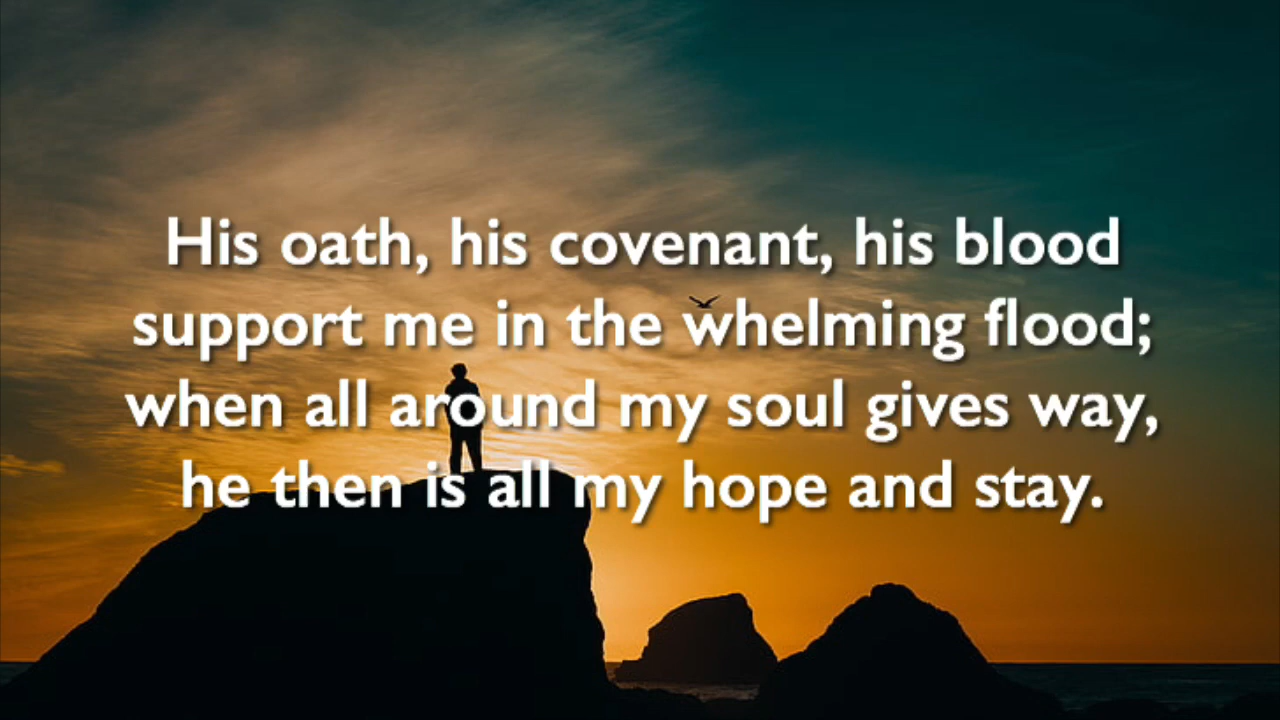 His oath, his covenant, his blood
support me in the whelming flood;
when all around my soul gives way,
he then is all my hope and stay.